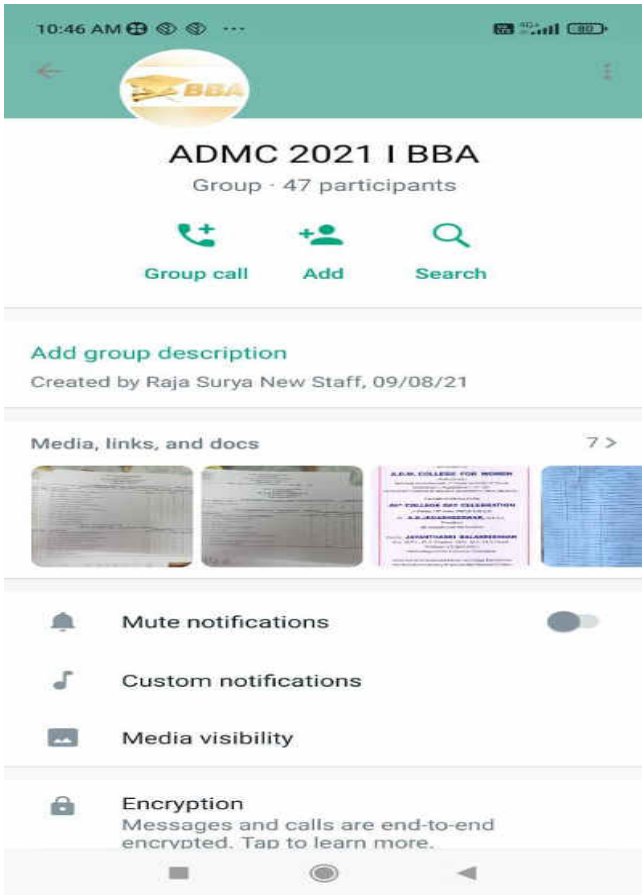 10:46 AM
4G+
80
BBA
ADMC 2021 I BBA
Group · 47 participants
Group call
Add
Search
Add group description
Created by Raja Surya New Staff, 09/08/21
Media, links, and docs
7 >
COLLEGE FOR WOMEN
COLLEGE DAY CELEBRATION
Mute notifications
Custom notifications
Media visibility
Encryption
Messages and calls are end-to-end
encrypted. Tap to learn more.